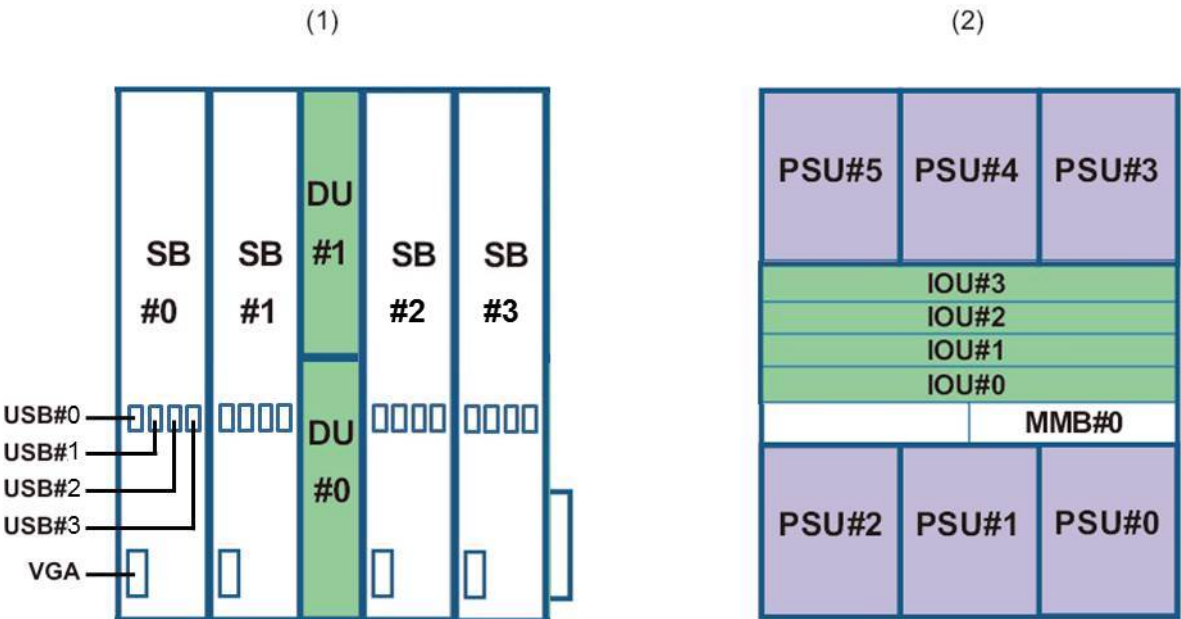 (1)
(2)
DU
#1
SB
#0
SB
#1
SB
#2
SB
#3
USB#0
USB#1
USB#2
USB#3
VGA
DU
#0
PSU#5
PSU#4
PSU#3
IOU#3
IOU#2
IOU#1
IOU#0
MMB#0
PSU#2
PSU#1
PSU#0